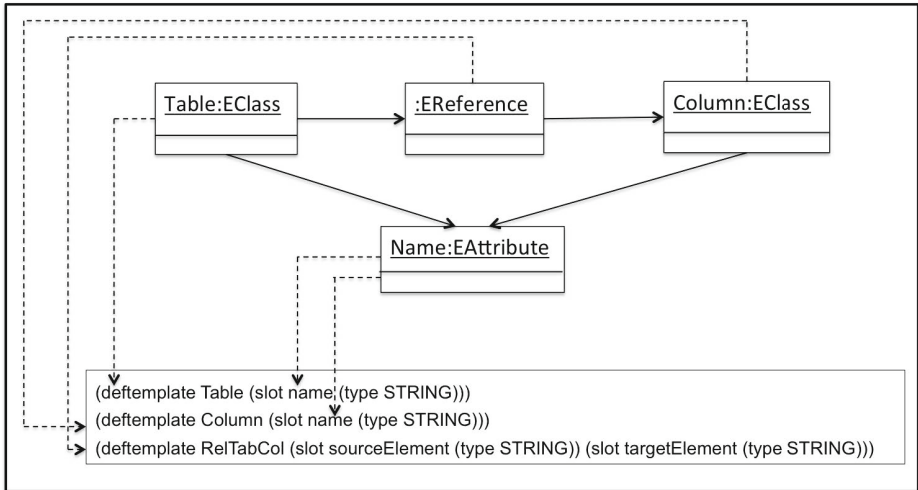 Table:EClass
:EReference
Column:EClass
Name:EAttribute
(deftemplate Table (slot name (type STRING)))
(deftemplate Column (slot name (type STRING)))
(deftemplate RelTabCol (slot sourceElement (type STRING)) (slot targetElement (type STRING)))